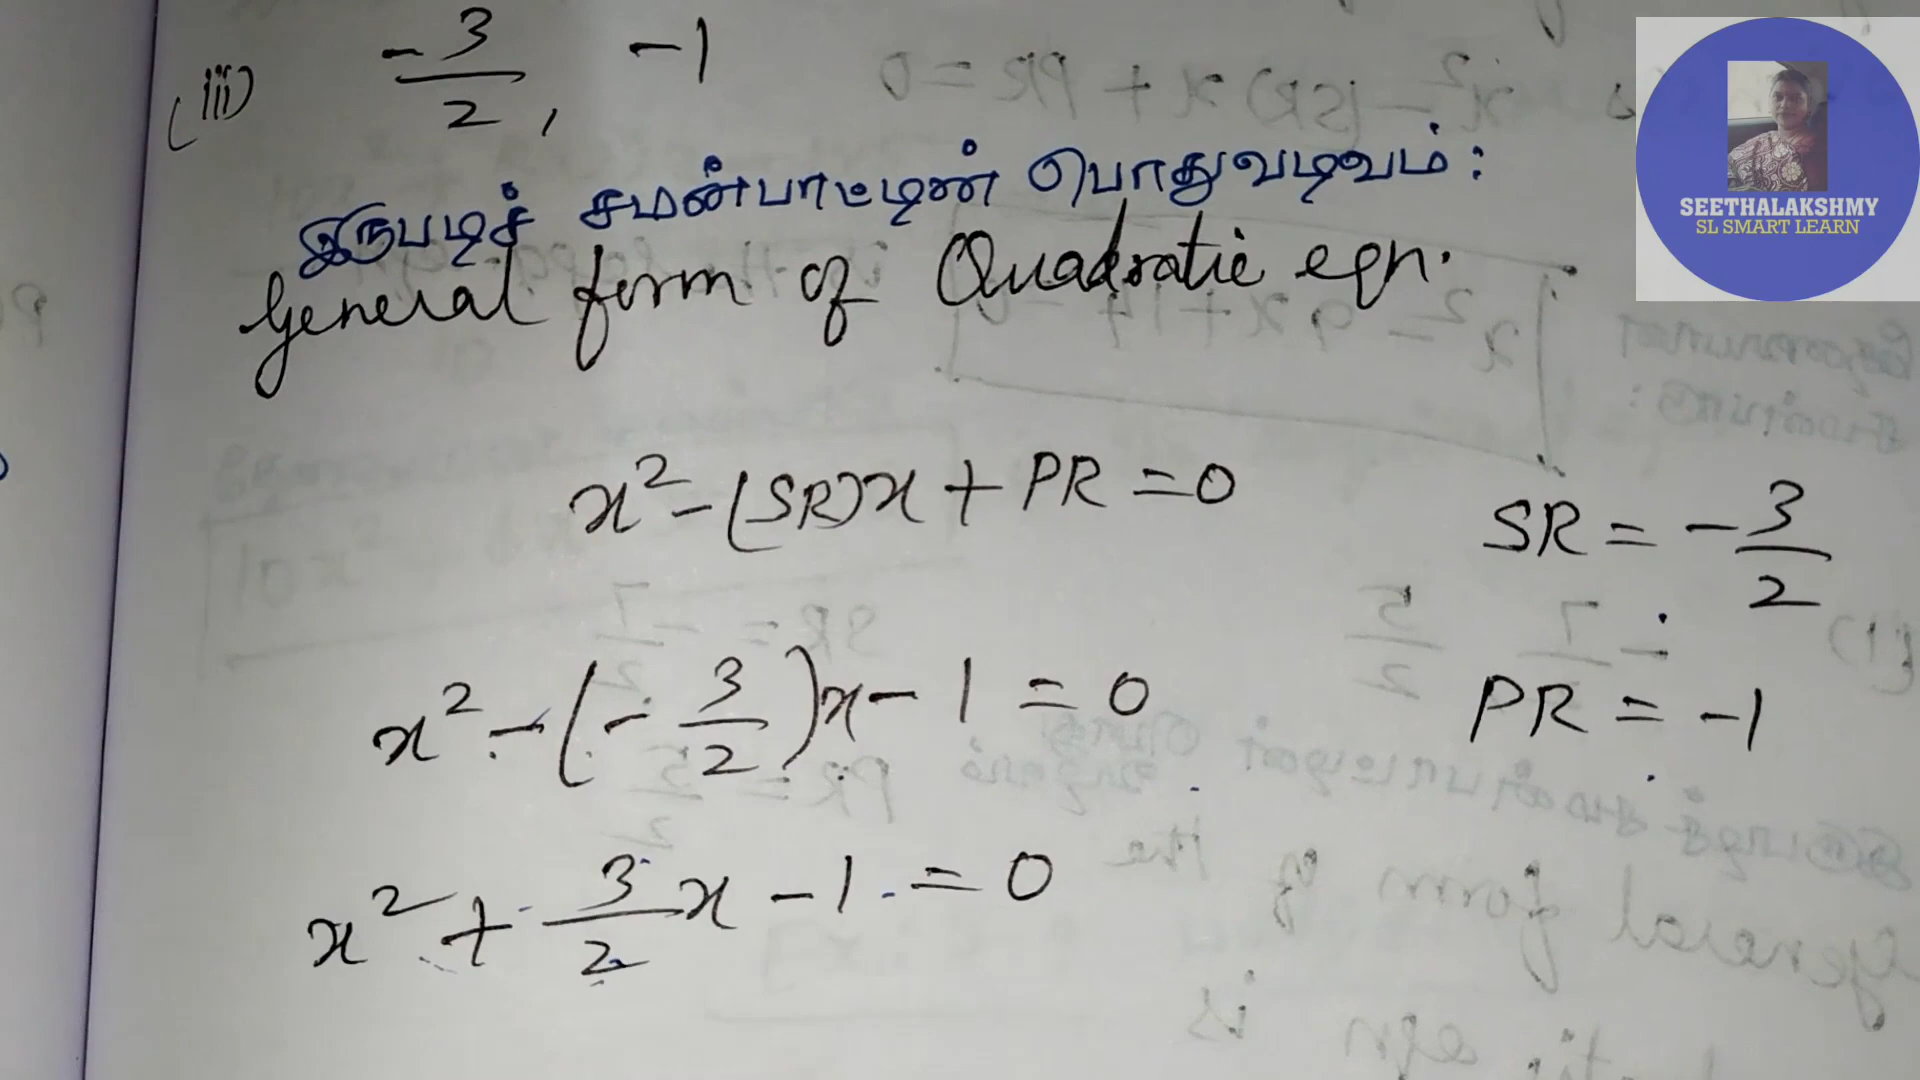 (iii) -3/2, -1
இருபடிச் சமன்பாட்டின் பொதுவடிவம்:
General form of Quadratic eqn.
x² - (SR)x + PR = 0
SR = -3/2
x² - (-3/2)x - 1 = 0
PR = -1
x² + 3/2 x - 1 = 0
SEETHALAKSHMY
SL SMART LEARN